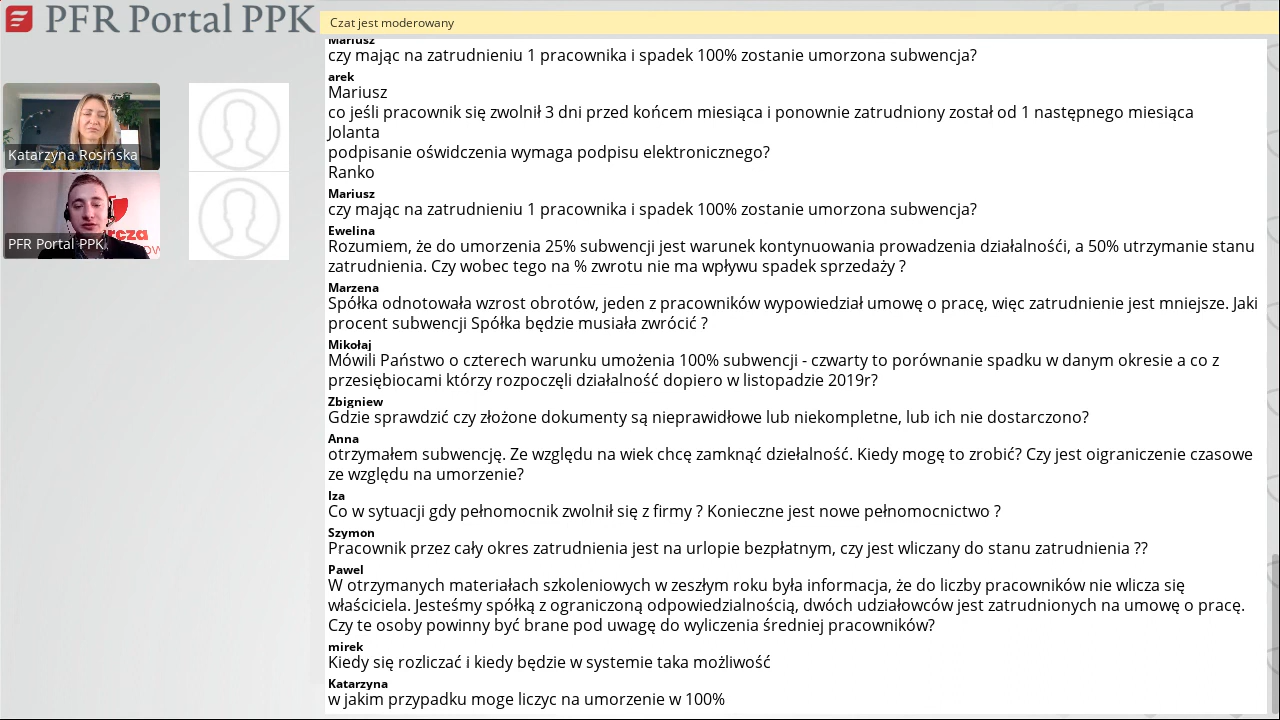 PFR Portal PPK
Czat jest moderowany
Mariusz
czy mając na zatrudnieniu 1 pracownika i spadek 100% zostanie umorzona subwencja?
arek
Mariusz
co jeśli pracownik się zwolnił 3 dni przed końcem miesiąca i ponownie zatrudniony został od 1 następnego miesiąca
Jolanta
podpisanie oświdczenia wymaga podpisu elektronicznego?
Ranko
Mariusz
czy mając na zatrudnieniu 1 pracownika i spadek 100% zostanie umorzona subwencja?
Ewelina
Rozumiem, że do umorzenia 25% subwencji jest warunek kontynuowania prowadzenia działalnośći, a 50% utrzymanie stanu
zatrudnienia. Czy wobec tego na % zwrotu nie ma wpływu spadek sprzedaży ?
Marzena
Spółka odnotowała wzrost obrotów, jeden z pracowników wypowiedział umowę o pracę, więc zatrudnienie jest mniejsze. Jaki
procent subwencji Spółka będzie musiała zwrócić ?
Mikołaj
Mówili Państwo o czterech warunku umożenia 100% subwencji - czwarty to porównanie spadku w danym okresie a co z
przesiębiocami którzy rozpoczęli działalność dopiero w listopadzie 2019r?
Zbigniew
Gdzie sprawdzić czy złożone dokumenty są nieprawidłowe lub niekompletne, lub ich nie dostarczono?
Anna
otrzymałem subwencję. Ze względu na wiek chcę zamknąć dziełalność. Kiedy mogę to zrobić? Czy jest oigraniczenie czasowe
ze względu na umorzenie?
Iza
Co w sytuacji gdy pełnomocnik zwolnił się z firmy ? Konieczne jest nowe pełnomocnictwo ?
Szymon
Pracownik przez cały okres zatrudnienia jest na urlopie bezpłatnym, czy jest wliczany do stanu zatrudnienia ??
Pawel
W otrzymanych materiałach szkoleniowych w zeszłym roku była informacja, że do liczby pracowników nie wlicza się
właściciela. Jesteśmy spółką z ograniczoną odpowiedzialnością, dwóch udziałowców jest zatrudnionych na umowę o pracę.
Czy te osoby powinny być brane pod uwagę do wyliczenia średniej pracowników?
mirek
Kiedy się rozliczać i kiedy będzie w systemie taka możliwość
Katarzyna
w jakim przypadku moge liczyc na umorzenie w 100%
Katarzyna Rosińska
PFR Portal PPK